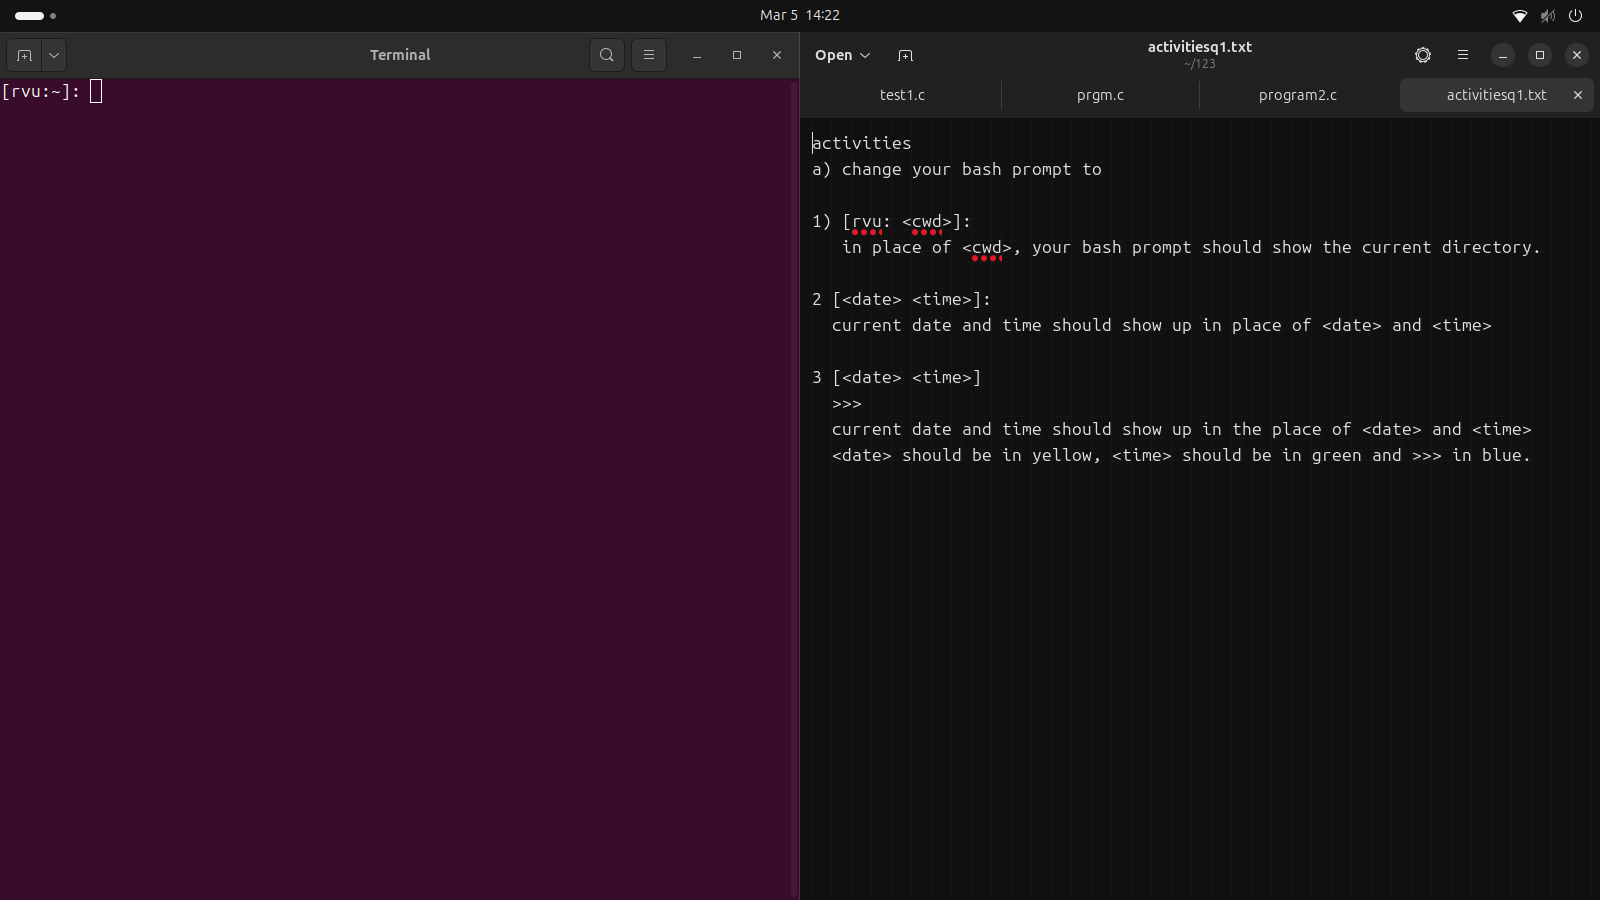 Mar 5 14:22
Terminal
[rvu:~]:
Open
activitiesq1.txt
~/123
test1.c
prgm.c
program2.c
activitiesq1.txt
activities
a) change your bash prompt to
1) [rvu: <cwd>]:
in place of <cwd>, your bash prompt should show the current directory.
2 [<date> <time>]:
current date and time should show up in place of <date> and <time>
3 [<date> <time>]
>>>
current date and time should show up in the place of <date> and <time>
<date> should be in yellow, <time> should be in green and >>> in blue.